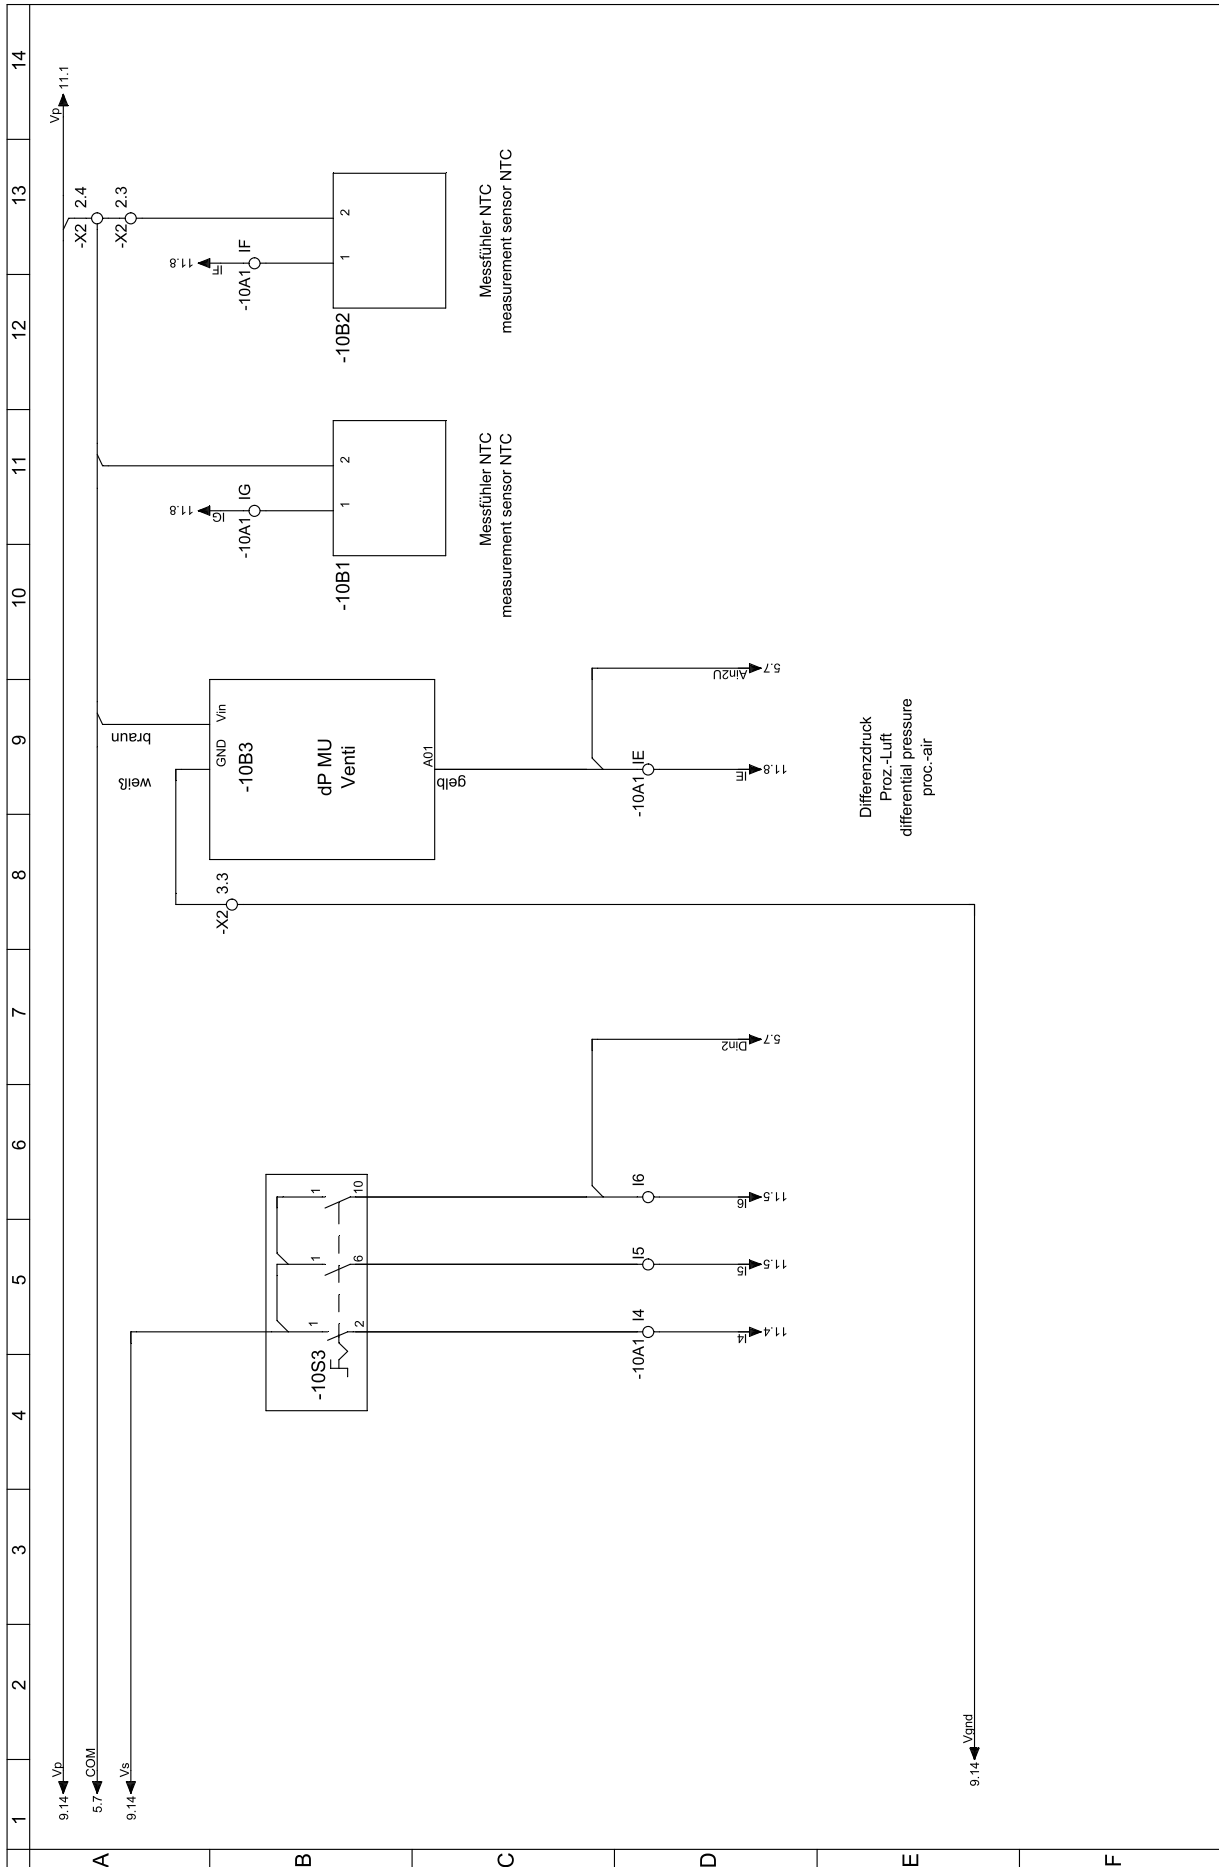 1
2
3
4
5
6
7
8
9
10
11
12
13
14
A
B
C
D
E
F
9.14
Vp
Vp
11.1
5.7
COM
9.14
Vs
-X2
2.4
-X2
2.3
-10S3
1
2
1
6
1
10
-10A1
I4
I5
I6
I4
11.4
I5
11.5
I6
11.5
Din2
5.7
-X2
3.3
weiß
braun
GND
Vin
-10B3
dP MU
Venti
A01
gelb
-10A1
IE
IE
11.8
Ain2U
5.7
Differenzdruck
Proz.-Luft
differential pressure
proc.-air
11.8
IG
-10A1
IG
-10B1
1
2
Messfühler NTC
measurement sensor NTC
11.8
IF
-10A1
IF
-10B2
1
2
Messfühler NTC
measurement sensor NTC
9.14
Vgnd